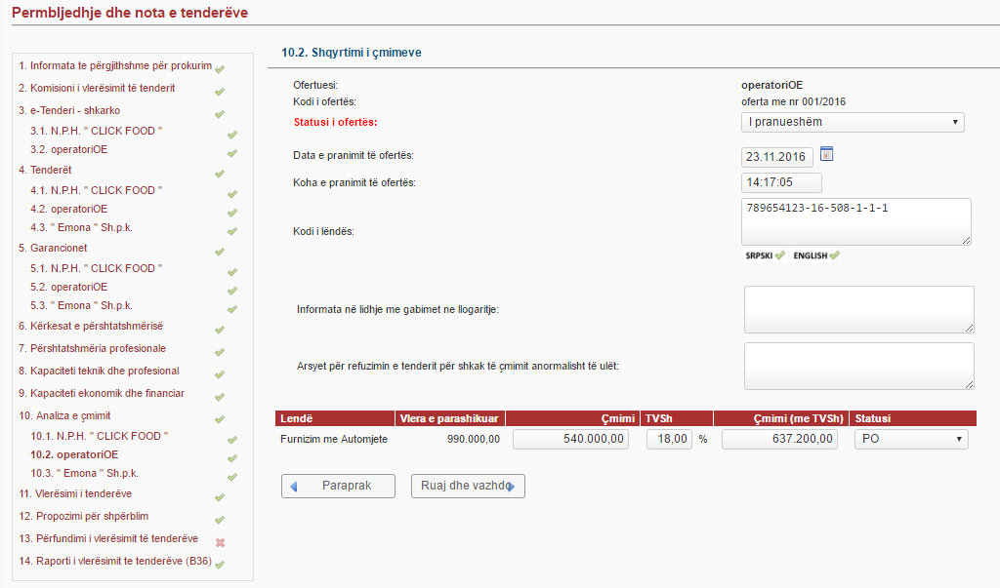 Permbljedhje dhe nota e tenderëve
1. Informata te përgjithshme për prokurim
2. Komisioni i vlerësimit të tenderit
3. e-Tenderi - shkarko
3.1. N.P.H. " CLICK FOOD "
3.2. operatoriOE
4. Tenderët
4.1. N.P.H. " CLICK FOOD "
4.2. operatoriOE
4.3. " Emona " Sh.p.k.
5. Garancionet
5.1. N.P.H. " CLICK FOOD "
5.2. operatoriOE
5.3. " Emona " Sh.p.k.
6. Kërkesat e përshtatshmërisë
7. Përshtatshmëria profesionale
8. Kapaciteti teknik dhe profesional
9. Kapaciteti ekonomik dhe financiar
10. Analiza e çmimit
10.1. N.P.H. " CLICK FOOD "
10.2. operatoriOE
10.3. " Emona " Sh.p.k.
11. Vlerësimi i tenderëve
12. Propozimi për shpërblim
13. Përfundimi i vlerësimit të tenderëve
14. Raporti i vlerësimit te tenderëve (B36)
10.2. Shqyrtimi i çmimeve
Ofertuesi: operatoriOE
Kodi i ofertës: oferta me nr 001/2016
Statusi i ofertës: I pranueshëm
Data e pranimit të ofertës: 23.11.2016
Koha e pranimit të ofertës: 14:17:05
Kodi i lëndës: 789654123-16-508-1-1-1
SRPSKI ENGLISH
Informata në lidhje me gabimet ne llogaritje:
Arsyet për refuzimin e tenderit për shkak të çmimit anormalisht të ulët:
Lendë Vlera e parashikuar Çmimi TVSh Çmimi (me TVSh) Statusi
Furnizim me Automjete 990.000,00 540.000,00 18,00 % 637.200,00 PO
Paraprak Ruaj dhe vazhdo